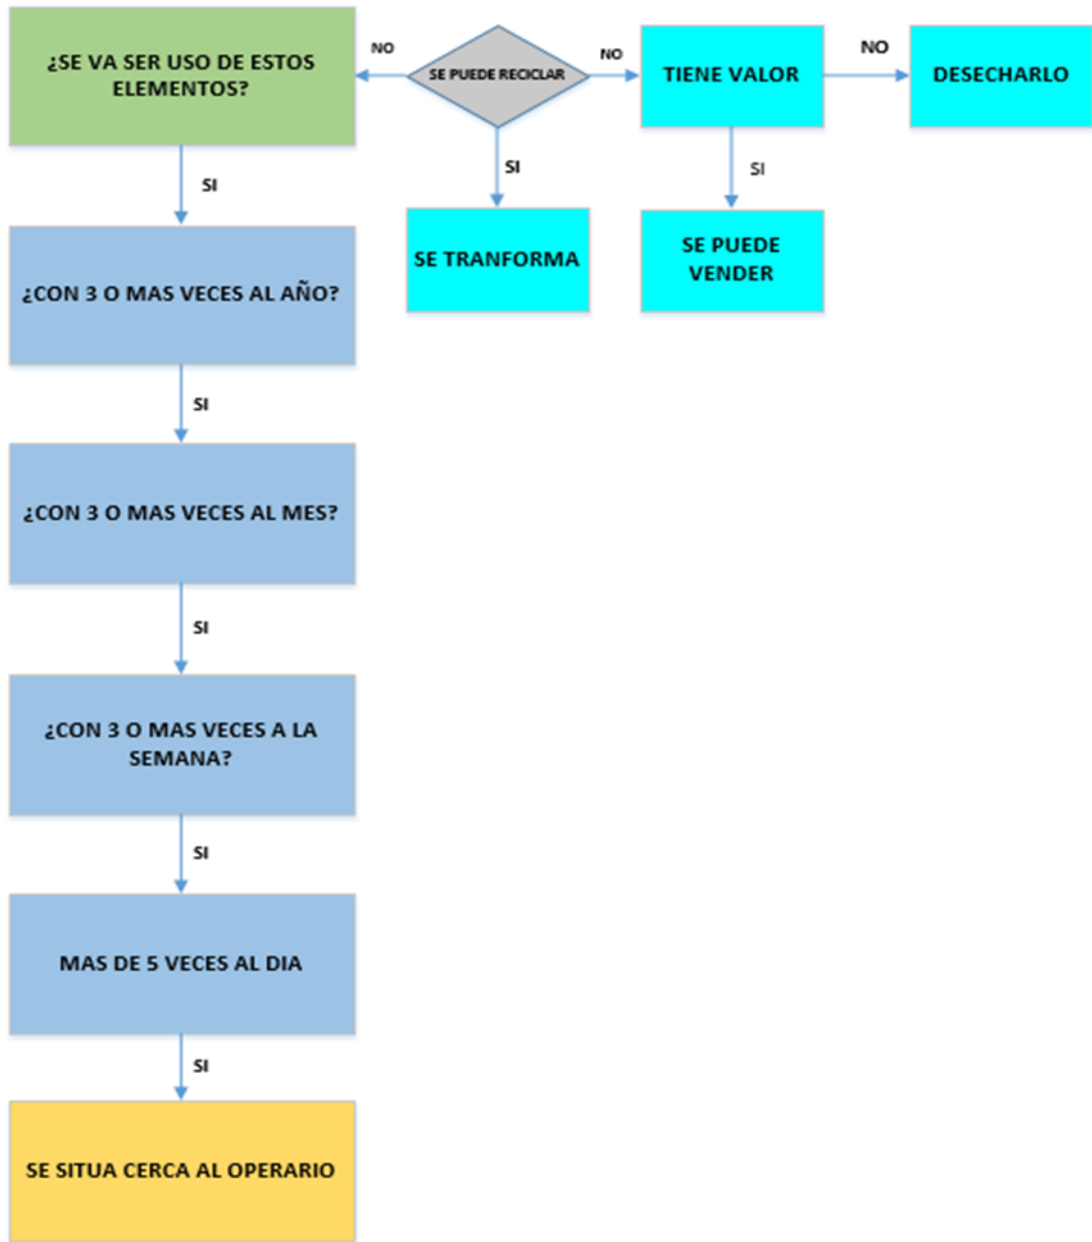 ¿SE VA SER USO DE ESTOS
ELEMENTOS?
NO
SE PUEDE RECICLAR
NO
TIENE VALOR
NO
DESECHARLO
SI
SI
SI
¿CON 3 O MAS VECES AL AÑO?
SE TRANFORMA
SE PUEDE
VENDER
SI
¿CON 3 O MAS VECES AL MES?
SI
¿CON 3 O MAS VECES A LA
SEMANA?
SI
MAS DE 5 VECES AL DIA
SI
SE SITUA CERCA AL OPERARIO